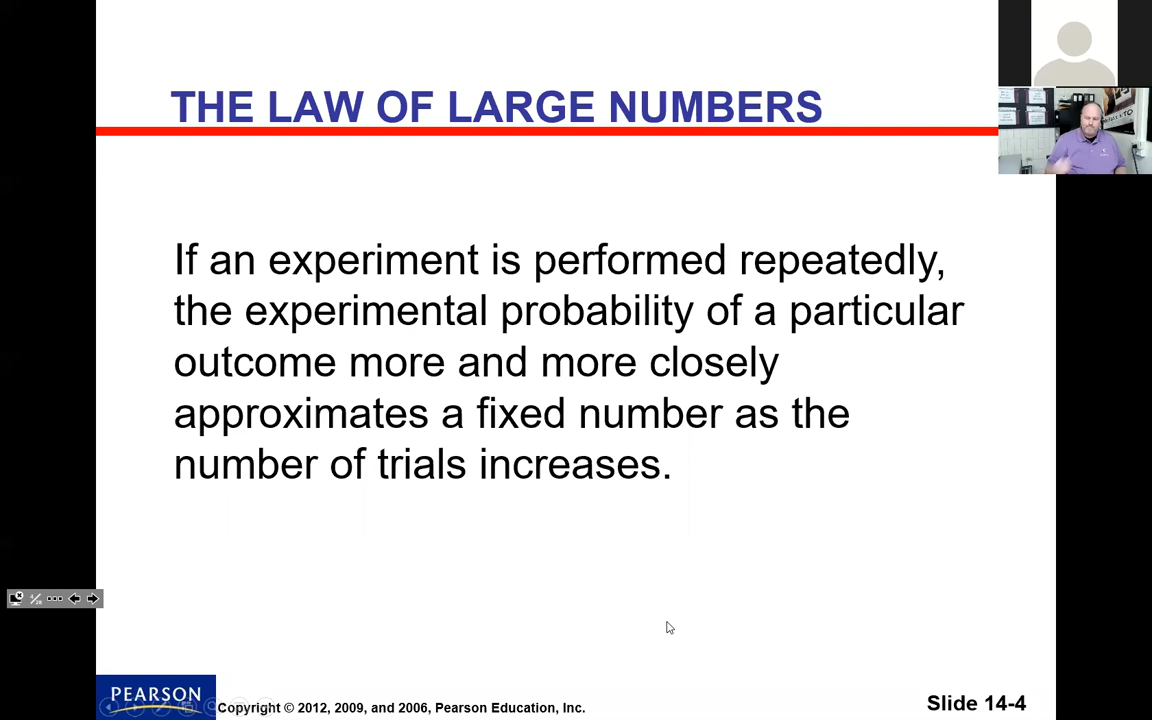 THE LAW OF LARGE NUMBERS
If an experiment is performed repeatedly,
the experimental probability of a particular
outcome more and more closely
approximates a fixed number as the
number of trials increases.
PEARSON
Copyright © 2012, 2009, and 2006, Pearson Education, Inc.
Slide 14-4